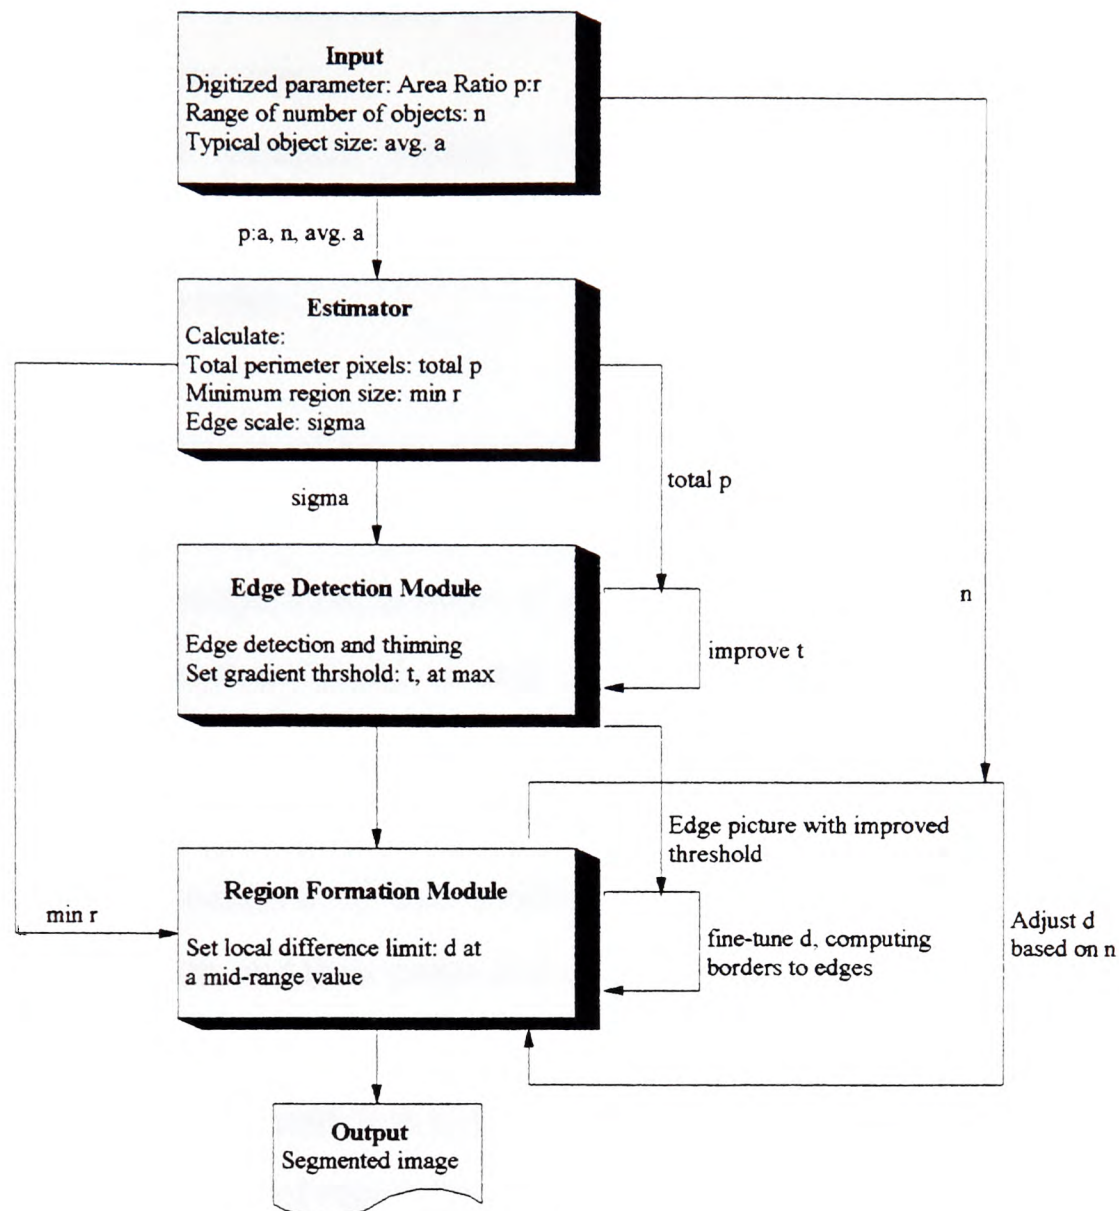 Input
Digitized parameter: Area Ratio p:r
Range of number of objects: n
Typical object size: avg. a
p:a, n, avg. a
Estimator
Calculate:
Total perimeter pixels: total p
Minimum region size: min r
Edge scale: sigma
total p
sigma
Edge Detection Module
Edge detection and thinning
Set gradient thrshold: t, at max
n
improve t
Edge picture with improved
threshold
Region Formation Module
Set local difference limit: d at
a mid-range value
min r
fine-tune d, computing
borders to edges
Adjust d
based on n
Output
Segmented image